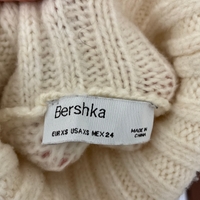 Bershka
EUR XS USA XS MEX 24
MADE IN
CHINA